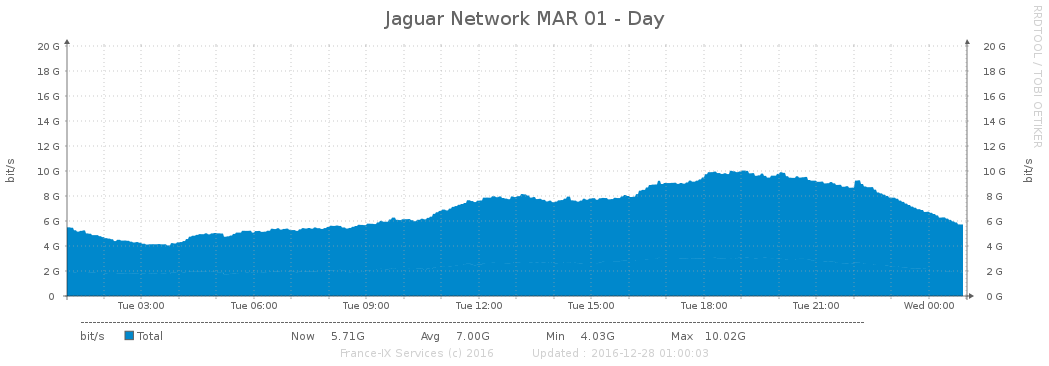 Jaguar Network MAR 01 - Day
RRDTOOL / TOBI OETIKER
bit/s
20 G 20 G
18 G 18 G
16 G 16 G
14 G 14 G
12 G 12 G
10 G 10 G
8 G 8 G
6 G 6 G
4 G 4 G
2 G 2 G
0 0 G
bit/s
Tue 03:00 Tue 06:00 Tue 09:00 Tue 12:00 Tue 15:00 Tue 18:00 Tue 21:00 Wed 00:00
bit/s Total Now 5.71G Avg 7.00G Min 4.03G Max 10.02G
France-IX Services (c) 2016 Updated : 2016-12-28 01:00:03